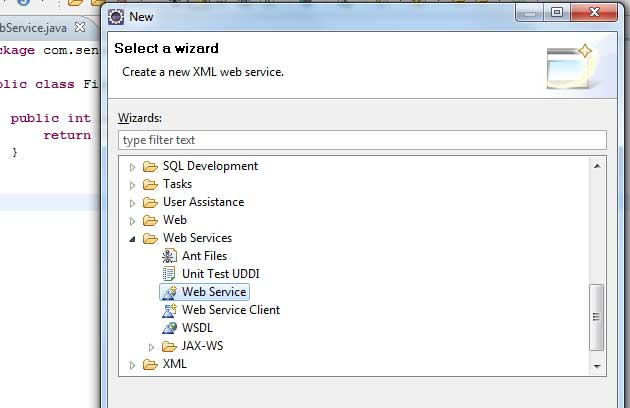 New
bService.java
Select a wizard
ckage com.sen
Create a new XML web service.
blic class Fi
Wizards:
public int
type filter text
return
}
SQL Development
Tasks
User Assistance
Web
Web Services
Ant Files
Unit Test UDDI
Web Service
Web Service Client
WSDL
JAX-WS
XML